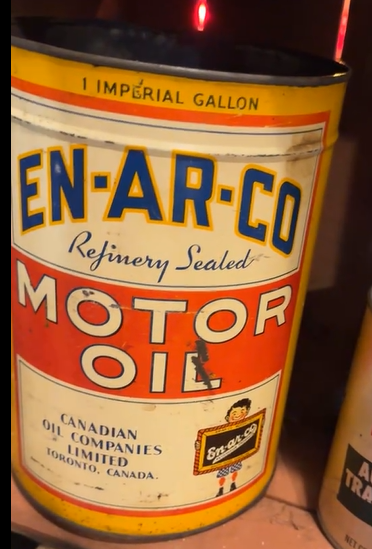 1 IMPERIAL GALLON
EN-AR-CO
Refinery Sealed
MOTOR
OIL
CANADIAN
OIL COMPANIES
LIMITED
TORONTO, CANADA.
En-ar-co